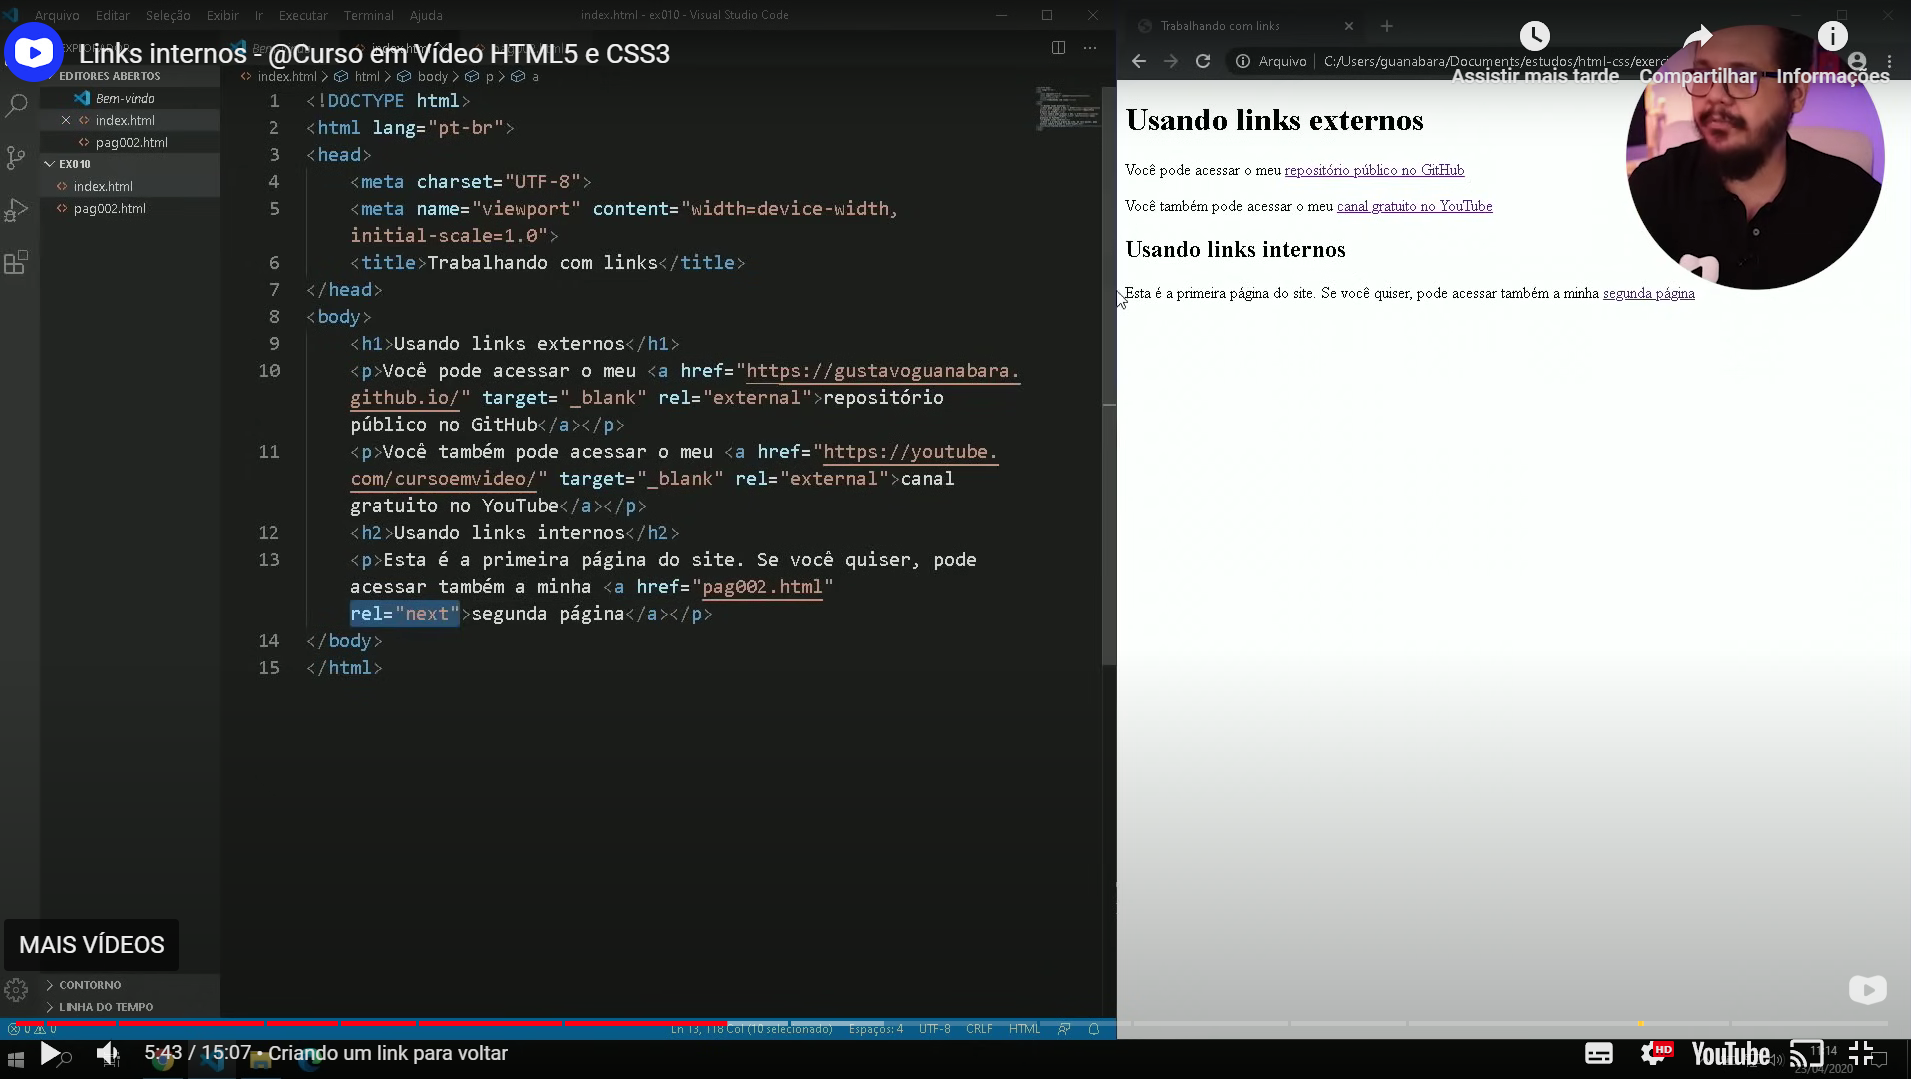 Arquivo Editar Seleção Exibir Ir Executar Terminal Ajuda
index.html - ex010 - Visual Studio Code
Links internos - @Curso em Vídeo HTML5 e CSS3
EDITORES ABERTOS
Bem-vindo
index.html
pag002.html
EX010
index.html
pag002.html
index.html > html > body > p > a
1 <!DOCTYPE html>
2 <html lang="pt-br">
3 <head>
4 <meta charset="UTF-8">
5 <meta name="viewport" content="width=device-width,
initial-scale=1.0">
6 <title>Trabalhando com links</title>
7 </head>
8 <body>
9 <h1>Usando links externos</h1>
10 <p>Você pode acessar o meu <a href="https://gustavoguanabara.
github.io/" target="_blank" rel="external">repositório
público no GitHub</a></p>
11 <p>Você também pode acessar o meu <a href="https://youtube.
com/cursoemvideo/" target="_blank" rel="external">canal
gratuito no YouTube</a></p>
12 <h2>Usando links internos</h2>
13 <p>Esta é a primeira página do site. Se você quiser, pode
acessar também a minha <a href="pag002.html"
rel="next">segunda página</a></p>
14 </body>
15 </html>
Trabalhando com links
Arquivo C:/Users/guanabara/Documents/estudos/html-css/exerc
Assistir mais tarde Compartilhar Informações
Usando links externos
Você pode acessar o meu repositório público no GitHub
Você também pode acessar o meu canal gratuito no YouTube
Usando links internos
Esta é a primeira página do site. Se você quiser, pode acessar também a minha segunda página
MAIS VÍDEOS
CONTORNO
LINHA DO TEMPO
0 0
Ln 13, 118 Col (10 selecionado) Espaços: 4 UTF-8 CRLF HTML
5:43 / 15:07 • Criando um link para voltar
HD
YouTube
11:14
23/04/2020